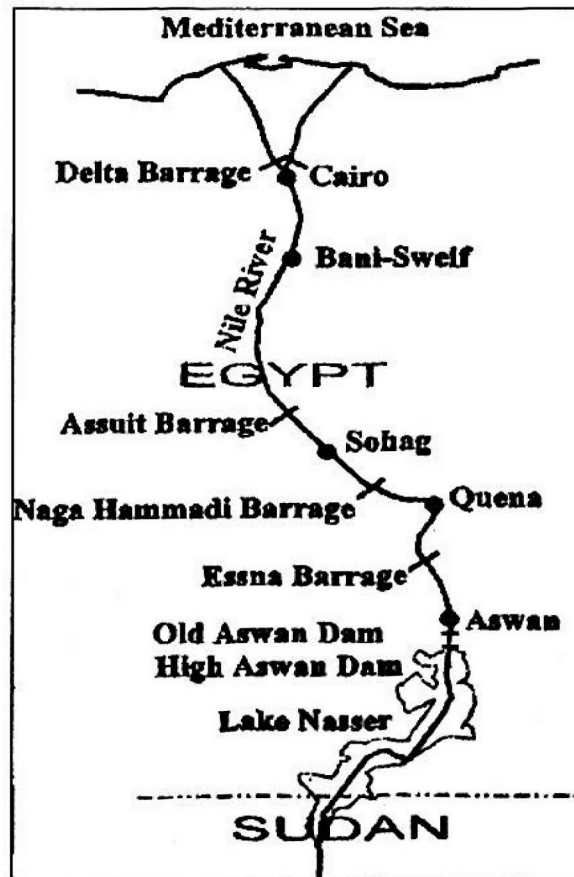 Mediterranean Sea
Delta Barrage
Cairo
Bani-Sweif
Nile River
EGYPT
Assuit Barrage
Sohag
Naga Hammadi Barrage
Quena
Essna Barrage
Aswan
Old Aswan Dam
High Aswan Dam
Lake Nasser
SUDAN